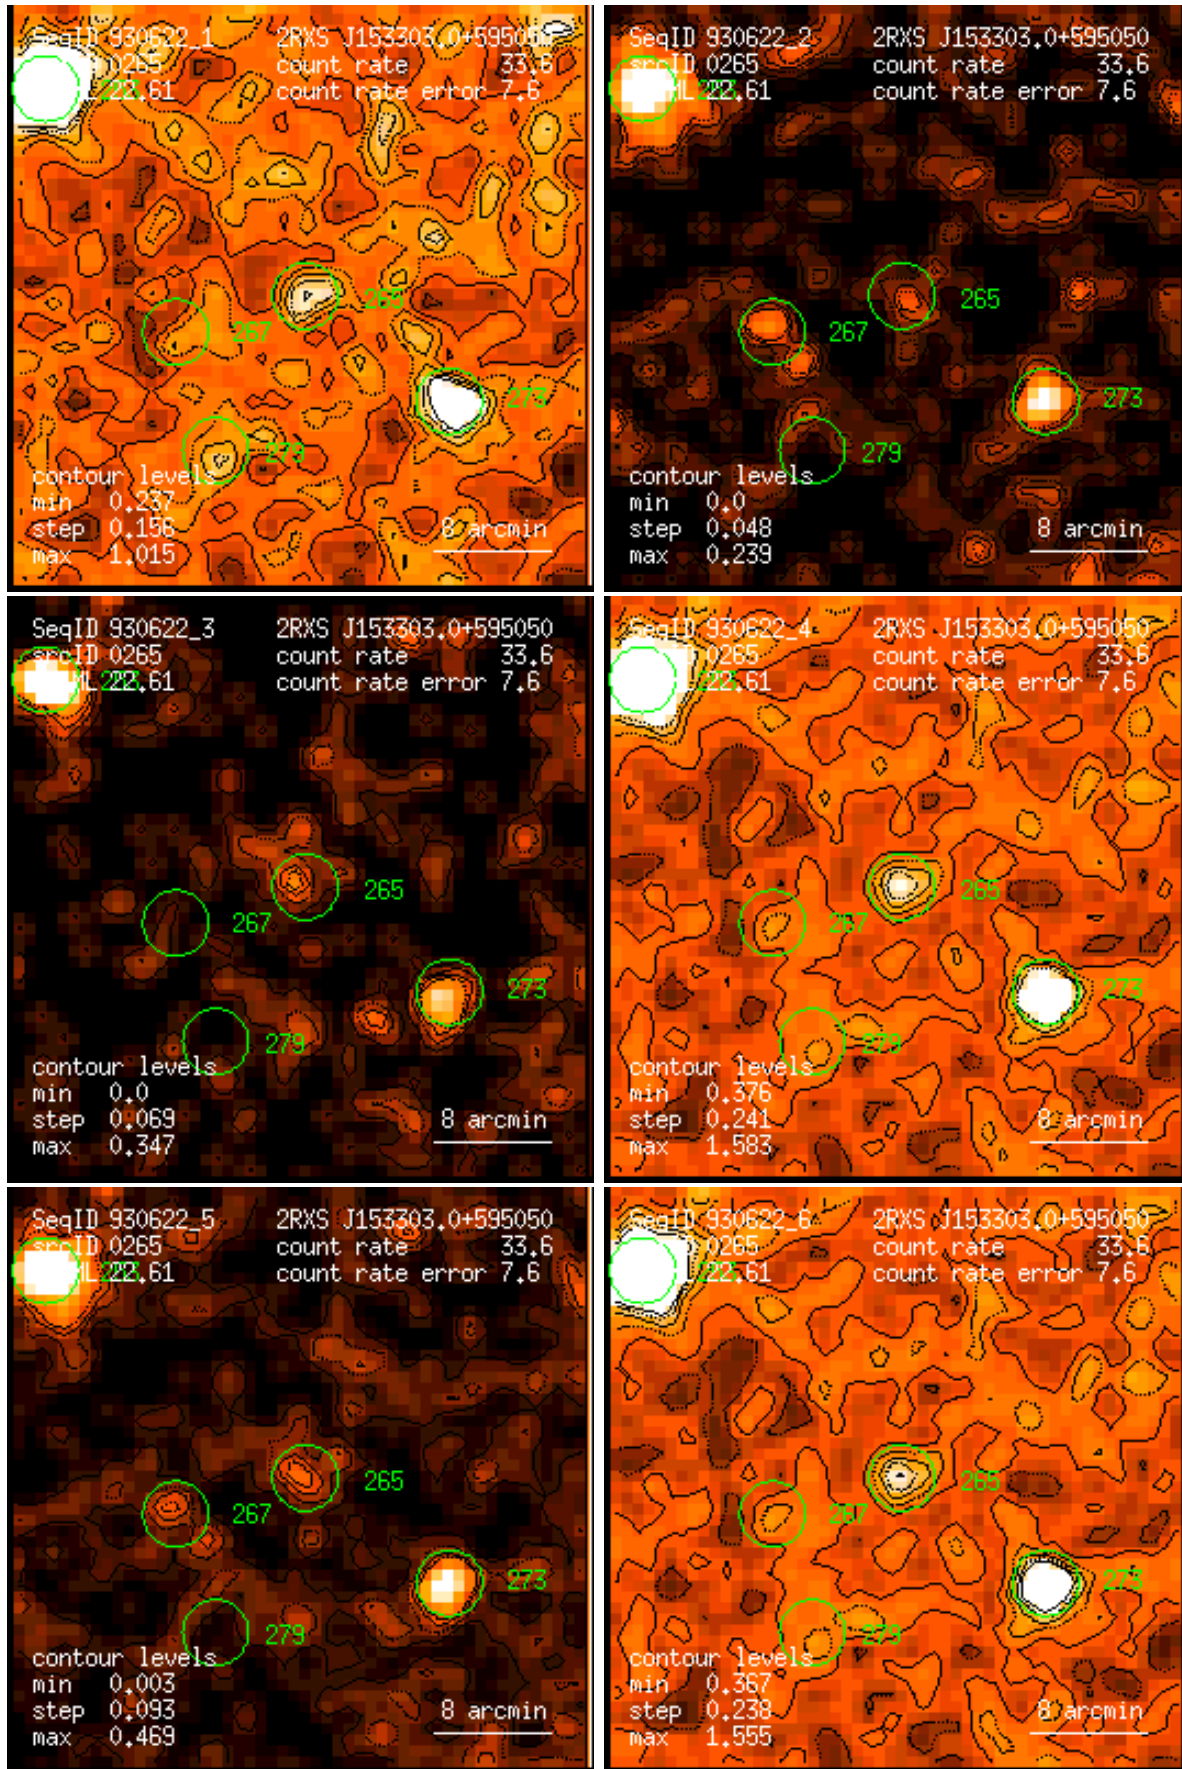 SeqID 930622_1 2RXS J153303.0+595050
srcID 0265 count rate 33.6
22.61 count rate error 7.6
265
267
273
279
contour levels
min 0.237
step 0.156 8 arcmin
max 1.015
SeqID 930622_2 2RXS J153303.0+595050
srcID 0265 count rate 33.6
ML 22.61 count rate error 7.6
265
267
273
279
contour levels
min 0.0
step 0.048 8 arcmin
max 0.239
SeqID 930622_3 2RXS J153303.0+595050
srcID 0265 count rate 33.6
ML 22.61 count rate error 7.6
265
267
273
279
contour levels
min 0.0
step 0.069 8 arcmin
max 0.347
SeqID 930622_4 2RXS J153303.0+595050
0265 count rate 33.6
22.61 count rate error 7.6
265
267
273
279
contour levels
min 0.376
step 0.241 8 arcmin
max 1.583
SeqID 930622_5 2RXS J153303.0+595050
srcID 0265 count rate 33.6
22.61 count rate error 7.6
265
267
273
279
contour levels
min 0.003
step 0.093 8 arcmin
max 0.469
SeqID 930622_6 2RXS J153303.0+595050
0265 count rate 33.6
22.61 count rate error 7.6
265
267
273
279
contour levels
min 0.367
step 0.238 8 arcmin
max 1.555